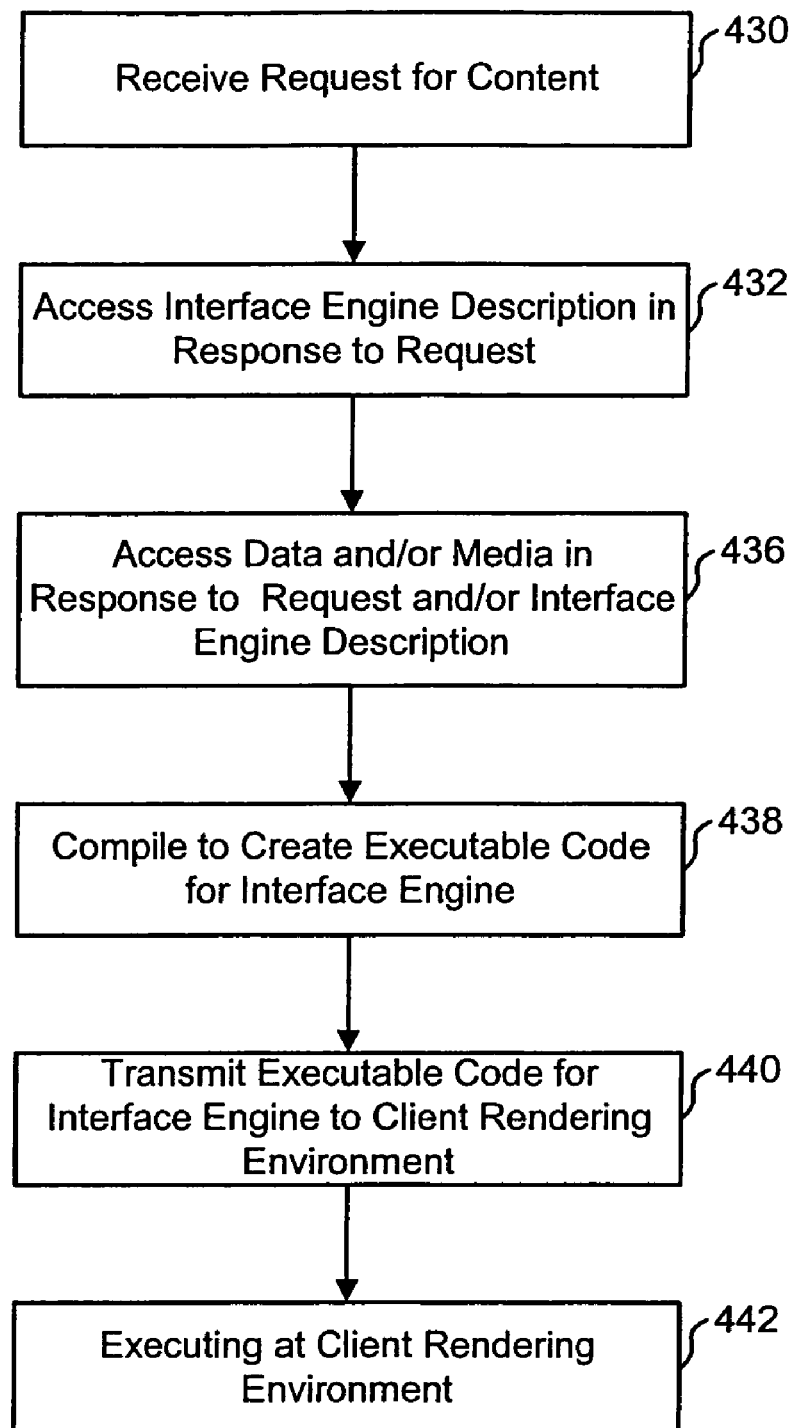 430
Receive Request for Content
432
Access Interface Engine Description in
Response to Request
436
Access Data and/or Media in
Response to Request and/or Interface
Engine Description
438
Compile to Create Executable Code
for Interface Engine
440
Transmit Executable Code for
Interface Engine to Client Rendering
Environment
442
Executing at Client Rendering
Environment